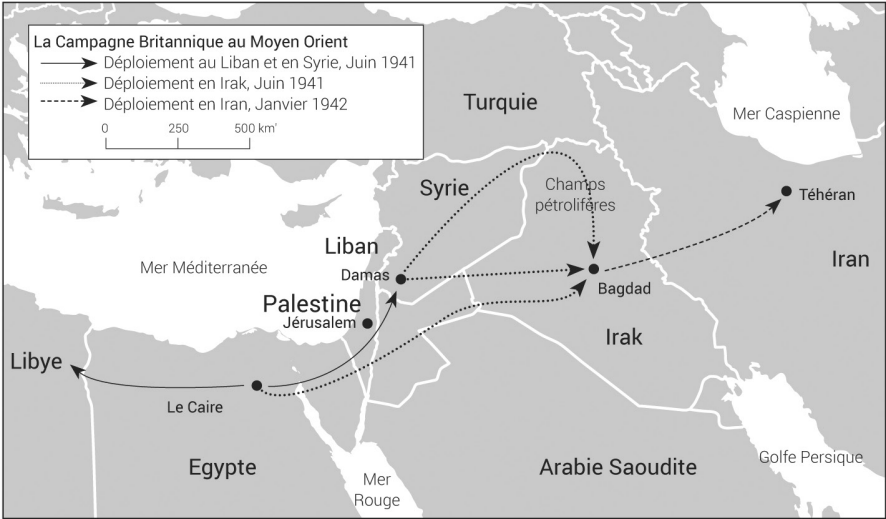 La Campagne Britannique au Moyen Orient
Déploiement au Liban et en Syrie, Juin 1941
Déploiement en Irak, Juin 1941
Déploiement en Iran, Janvier 1942
0 250 500 km'
Turquie
Mer Caspienne
Syrie
Champs
pétrolifères
Téhéran
Liban
Iran
Mer Méditerranée
Damas
Bagdad
Palestine
Jérusalem
Irak
Libye
Le Caire
Egypte
Arabie Saoudite
Golfe Persique
Mer
Rouge